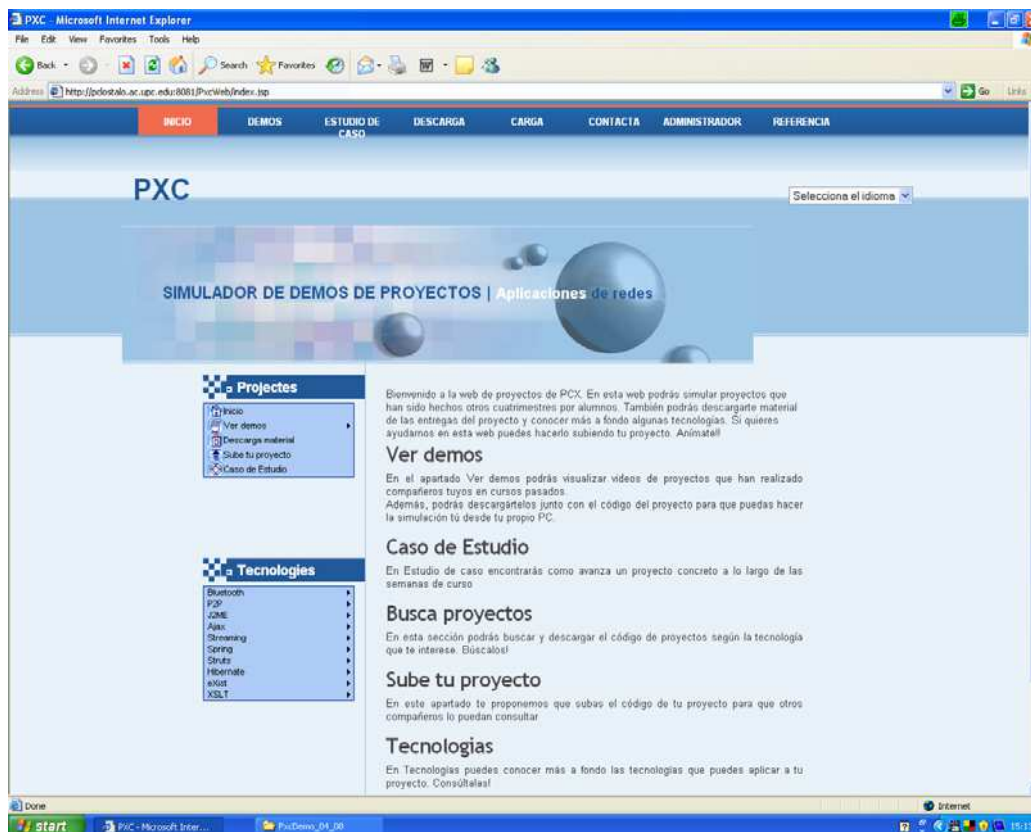 PXC - Microsoft Internet Explorer
File Edit View Favorites Tools Help
Back Search Favorites
Address http://pdostalo.ac.upc.edu:8081/PxcWeb/index.jsp Go Links
INICIO DEMOS ESTUDIO DE CASO DESCARGA CARGA CONTACTA ADMINISTRADOR REFERENCIA
PXC
Selecciona el idioma
SIMULADOR DE DEMOS DE PROYECTOS | Aplicaciones de redes
Projectes
Inicio
Ver demos
Descarga material
Sube tu proyecto
Caso de Estudio
Tecnologies
Bluetooth
P2P
J2ME
Ajax
Streaming
Spring
Struts
Hibernate
eXist
XSLT
Bienvenido a la web de proyectos de PCX. En esta web podrás simular proyectos que
han sido hechos otros cuatrimestres por alumnos. También podrás descargarte material
de las entregas del proyecto y conocer más a fondo algunas tecnologías. Si quieres
ayudarnos en esta web puedes hacerlo subiendo tu proyecto. Anímate!!
Ver demos
En el apartado Ver demos podrás visualizar videos de proyectos que han realizado
compañeros tuyos en cursos pasados.
Además, podrás descargártelos junto con el código del proyecto para que puedas hacer
la simulación tú desde tu propio PC.
Caso de Estudio
En Estudio de caso encontrarás como avanza un proyecto concreto a lo largo de las
semanas de curso
Busca proyectos
En esta sección podrás buscar y descargar el código de proyectos según la tecnología
que te interese. Búscalos!
Sube tu proyecto
En este apartado te proponemos que subas el código de tu proyecto para que otros
compañeros lo puedan consultar
Tecnologias
En Tecnologías puedes conocer más a fondo las tecnologías que puedes aplicar a tu
proyecto. Consúltalas!
Done Internet
start PXC - Microsoft Inter... PxcDemo_04_00